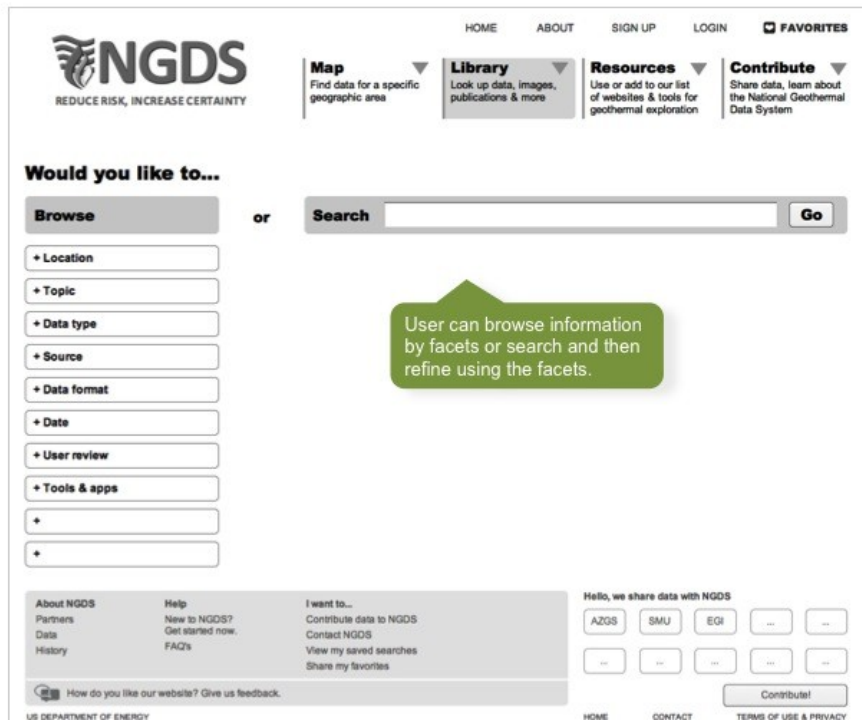 HOME ABOUT SIGN UP LOGIN FAVORITES
NGDS
REDUCE RISK, INCREASE CERTAINTY
Map
Find data for a specific
geographic area
Library
Look up data, images,
publications & more
Resources
Use or add to our list
of websites & tools for
geothermal exploration
Contribute
Share data, learn about
the National Geothermal
Data System
Would you like to...
Browse
or
Search
Go
+ Location
+ Topic
+ Data type
+ Source
+ Data format
+ Date
+ User review
+ Tools & apps
+
+
User can browse information
by facets or search and then
refine using the facets.
About NGDS
Partners
Data
History
Help
New to NGDS?
Get started now.
FAQ's
I want to...
Contribute data to NGDS
Contact NGDS
View my saved searches
Share my favorites
Hello, we share data with NGDS
AZGS SMU EGI ... ...
... ... ... ... ...
How do you like our website? Give us feedback.
Contribute!
US DEPARTMENT OF ENERGY
HOME CONTACT TERMS OF USE & PRIVACY